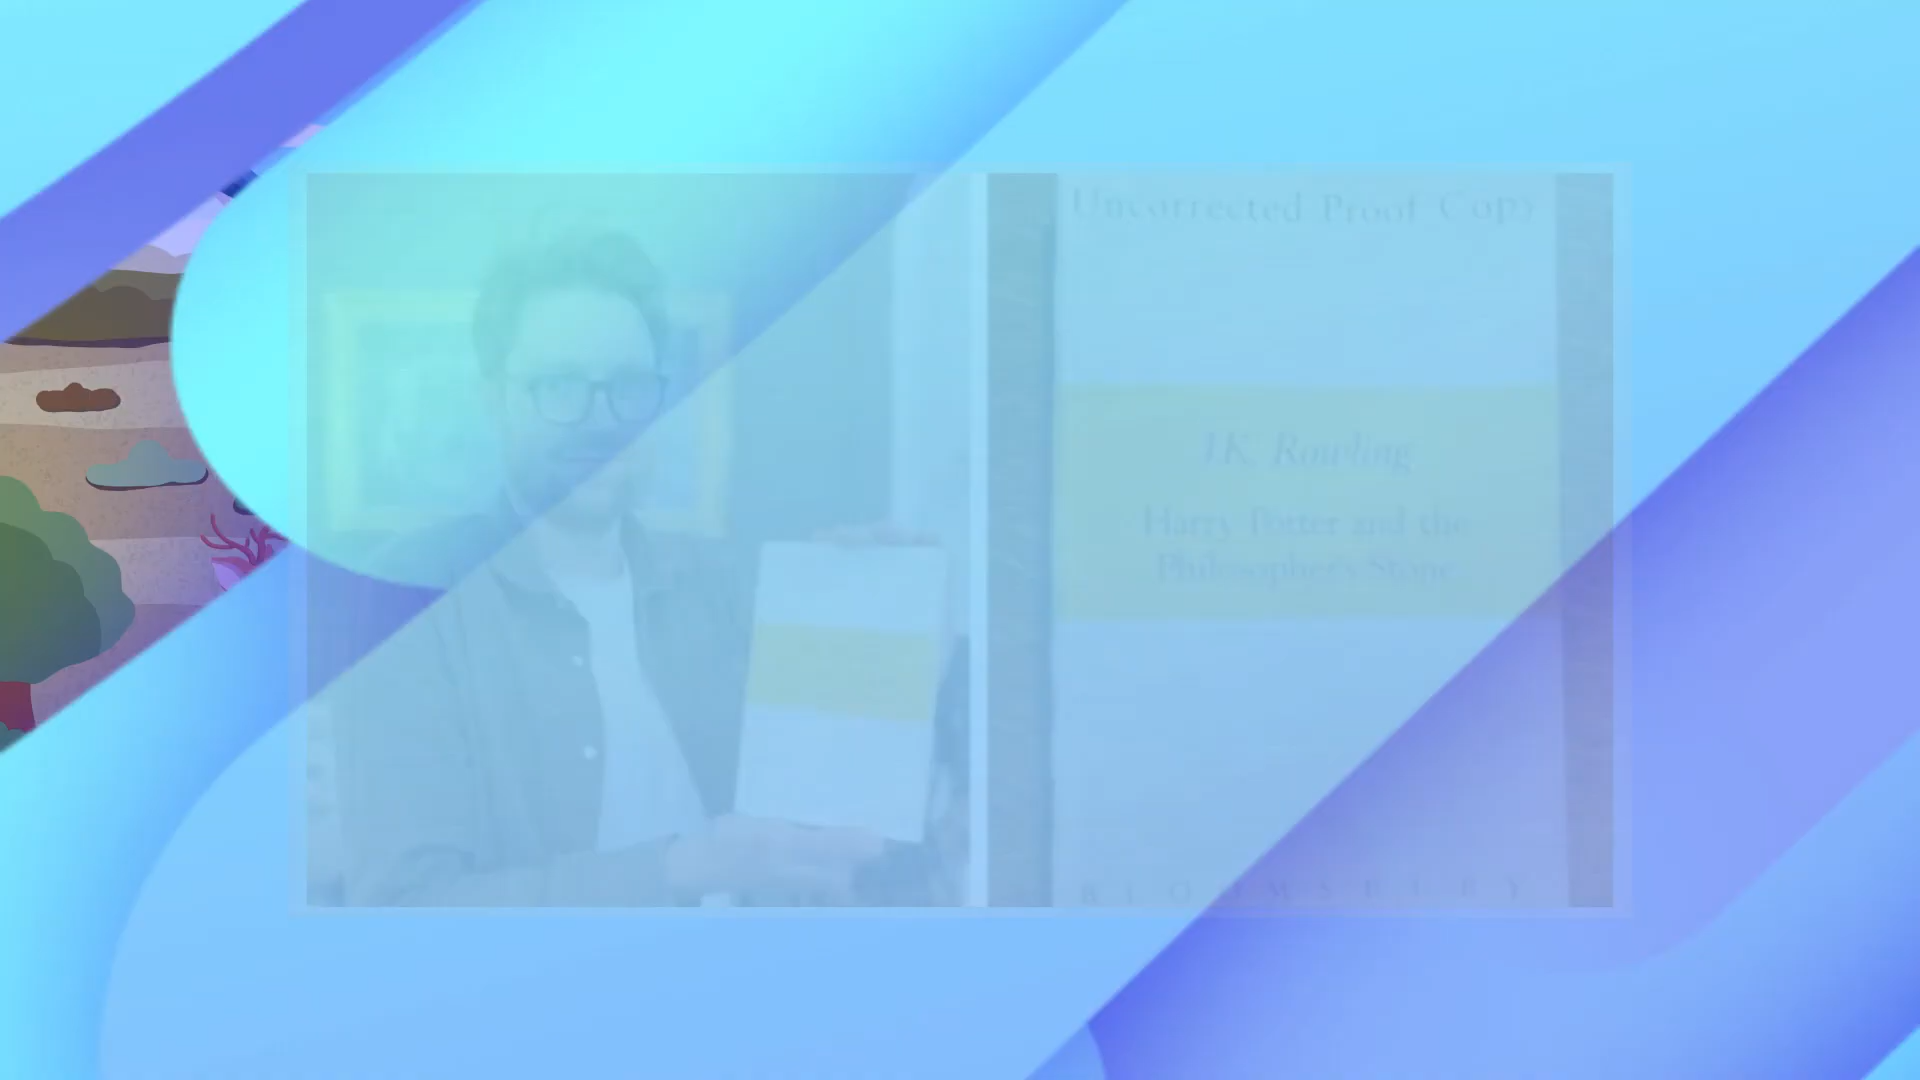 Uncorrected Proof Copy
J.K. Rowling
Harry Potter and the
Philosopher's Stone
BLOOMSBURY